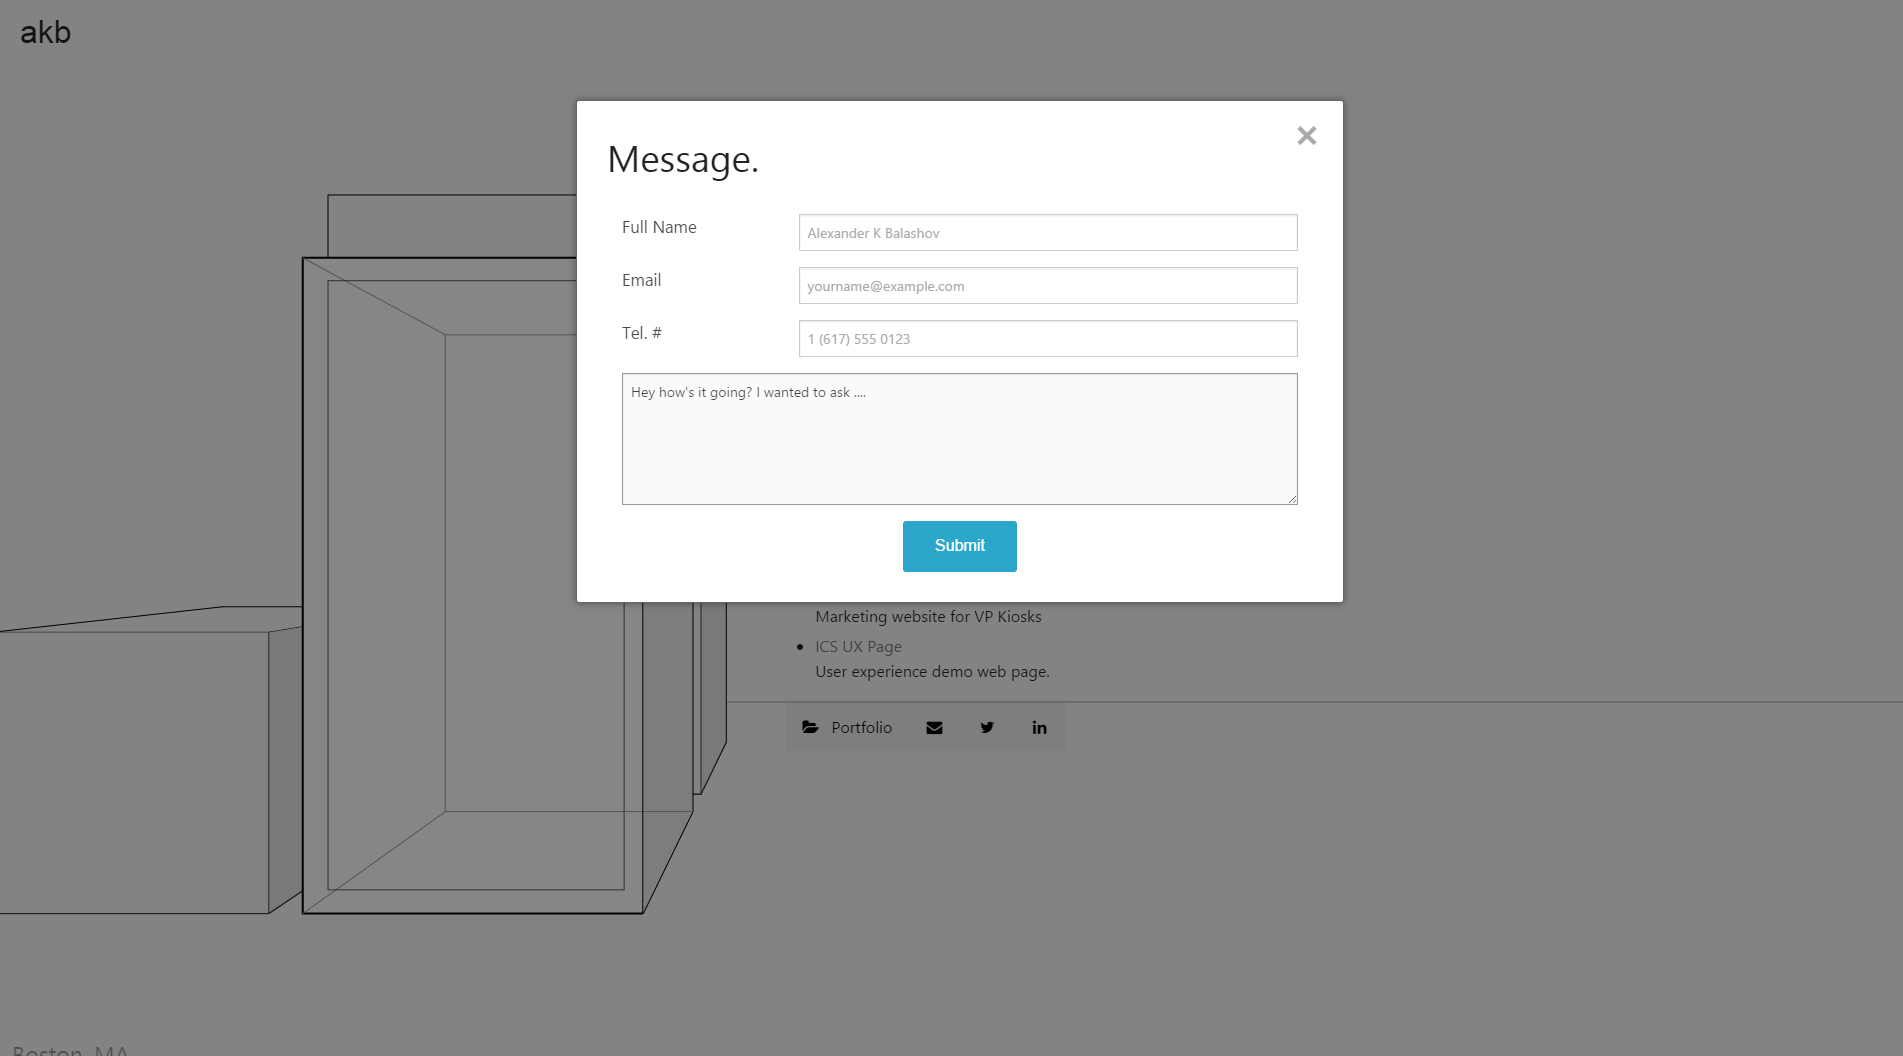 akb
Message.
Full Name
Alexander K Balashov
Email
yourname@example.com
Tel. #
1 (617) 555 0123
Hey how's it going? I wanted to ask ....
Submit
Marketing website for VP Kiosks
ICS UX Page
User experience demo web page.
Portfolio
Boston, MA